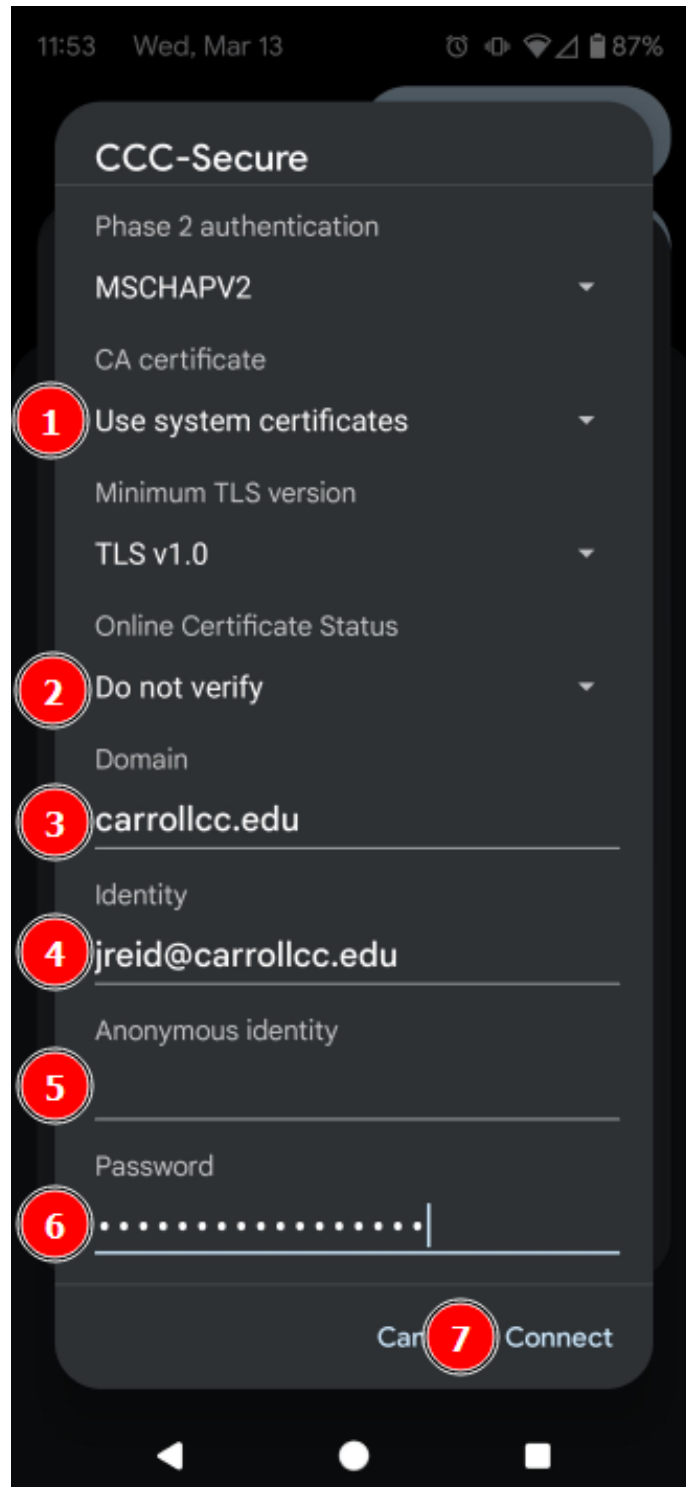 11:53 Wed, Mar 13 87%
CCC-Secure
Phase 2 authentication
MSCHAPV2
CA certificate
1 Use system certificates
Minimum TLS version
TLS v1.0
Online Certificate Status
2 Do not verify
Domain
3 carrollcc.edu
Identity
4 jreid@carrollcc.edu
Anonymous identity
5
Password
6 •••••••••••••••••
7 Connect